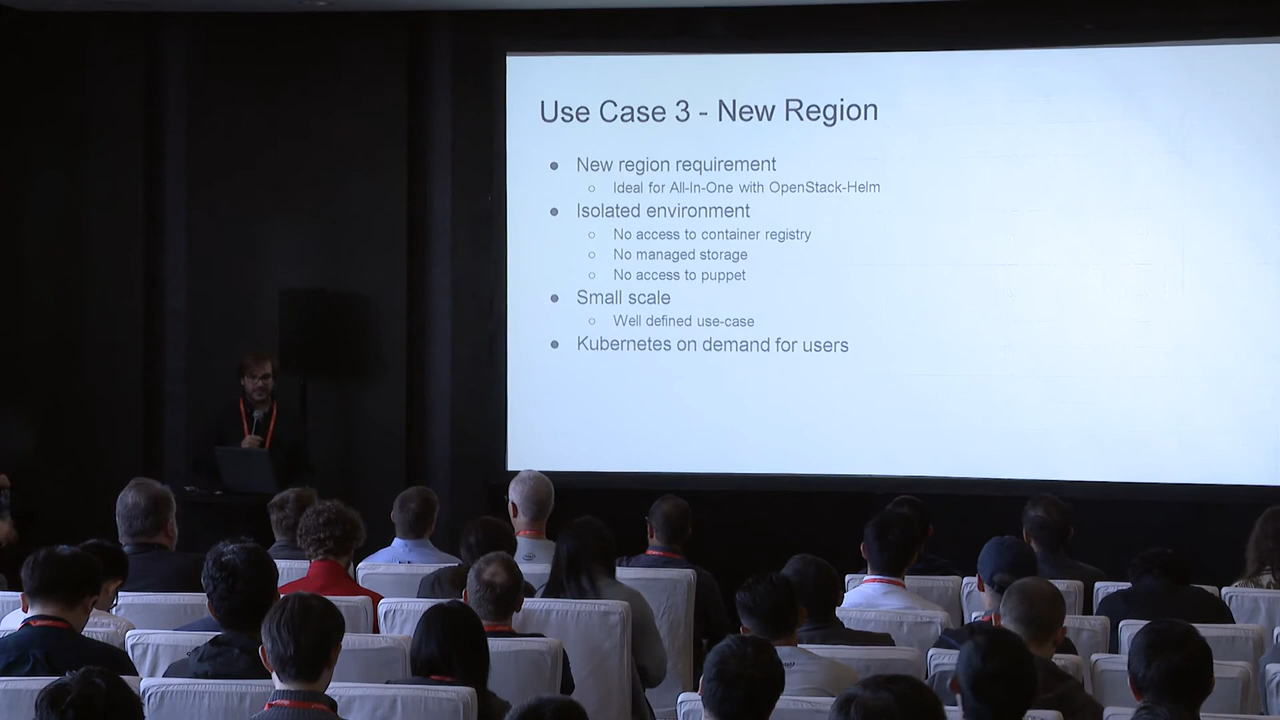 Use Case 3 - New Region
● New region requirement
○ Ideal for All-In-One with OpenStack-Helm
● Isolated environment
○ No access to container registry
○ No managed storage
○ No access to puppet
● Small scale
○ Well defined use-case
● Kubernetes on demand for users